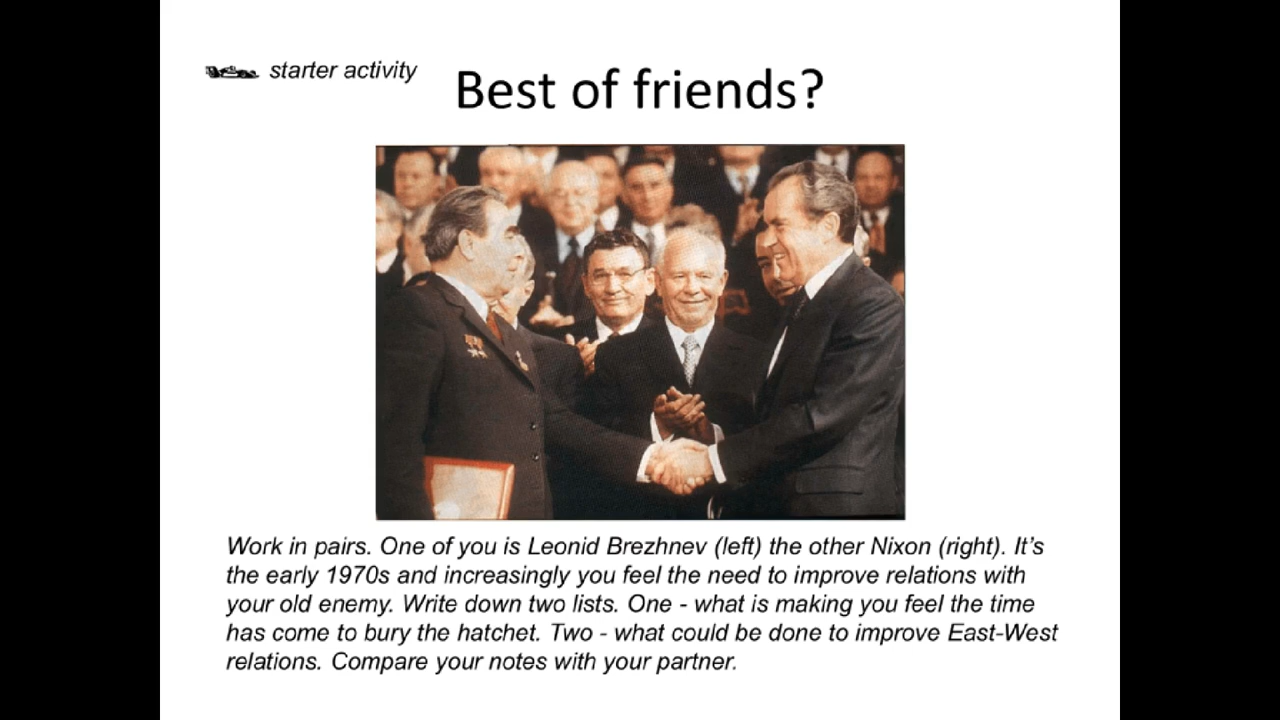 starter activity
Best of friends?
Work in pairs. One of you is Leonid Brezhnev (left) the other Nixon (right). It’s
the early 1970s and increasingly you feel the need to improve relations with
your old enemy. Write down two lists. One - what is making you feel the time
has come to bury the hatchet. Two - what could be done to improve East-West
relations. Compare your notes with your partner.